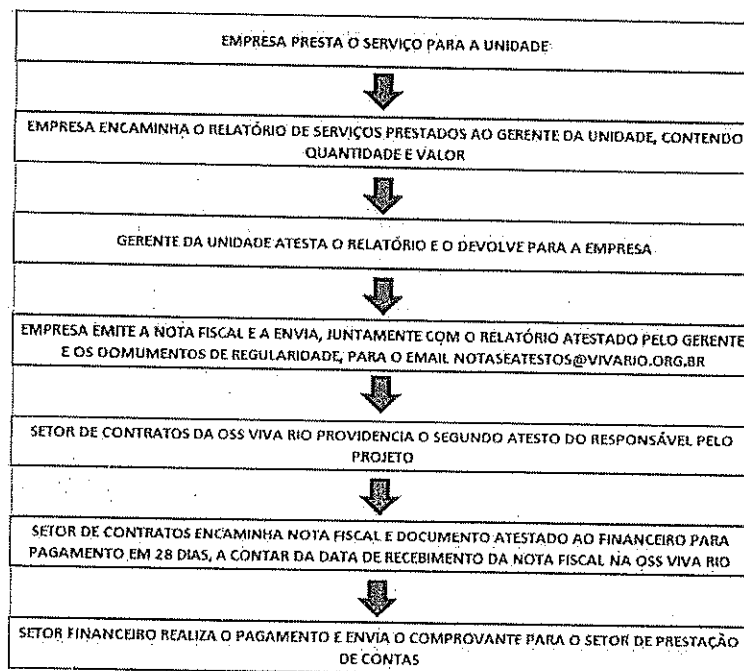 EMPRESA PRESTA O SERVIÇO PARA A UNIDADE
EMPRESA ENCAMINHA O RELATÓRIO DE SERVIÇOS PRESTADOS AO GERENTE DA UNIDADE, CONTENDO
QUANTIDADE E VALOR
GERENTE DA UNIDADE ATESTA O RELATÓRIO E O DEVOLVE PARA A EMPRESA
EMPRESA EMITE A NOTA FISCAL E A ENVIA, JUNTAMENTE COM O RELATÓRIO ATESTADO PELO GERENTE
E OS DOMUMENTOS DE REGULARIDADE, PARA O EMAIL NOTASEATESTOS@VIVARIO.ORG.BR
SETOR DE CONTRATOS DA OSS VIVA RIO PROVIDENCIA O SEGUNDO ATESTO DO RESPONSÁVEL PELO
PROJETO
SETOR DE CONTRATOS ENCAMINHA NOTA FISCAL E DOCUMENTO ATESTADO AO FINANCEIRO PARA
PAGAMENTO EM 28 DIAS, A CONTAR DA DATA DE RECEBIMENTO DA NOTA FISCAL NA OSS VIVA RIO
SETOR FINANCEIRO REALIZA O PAGAMENTO E ENVIA O COMPROVANTE PARA O SETOR DE PRESTAÇÃO
DE CONTAS